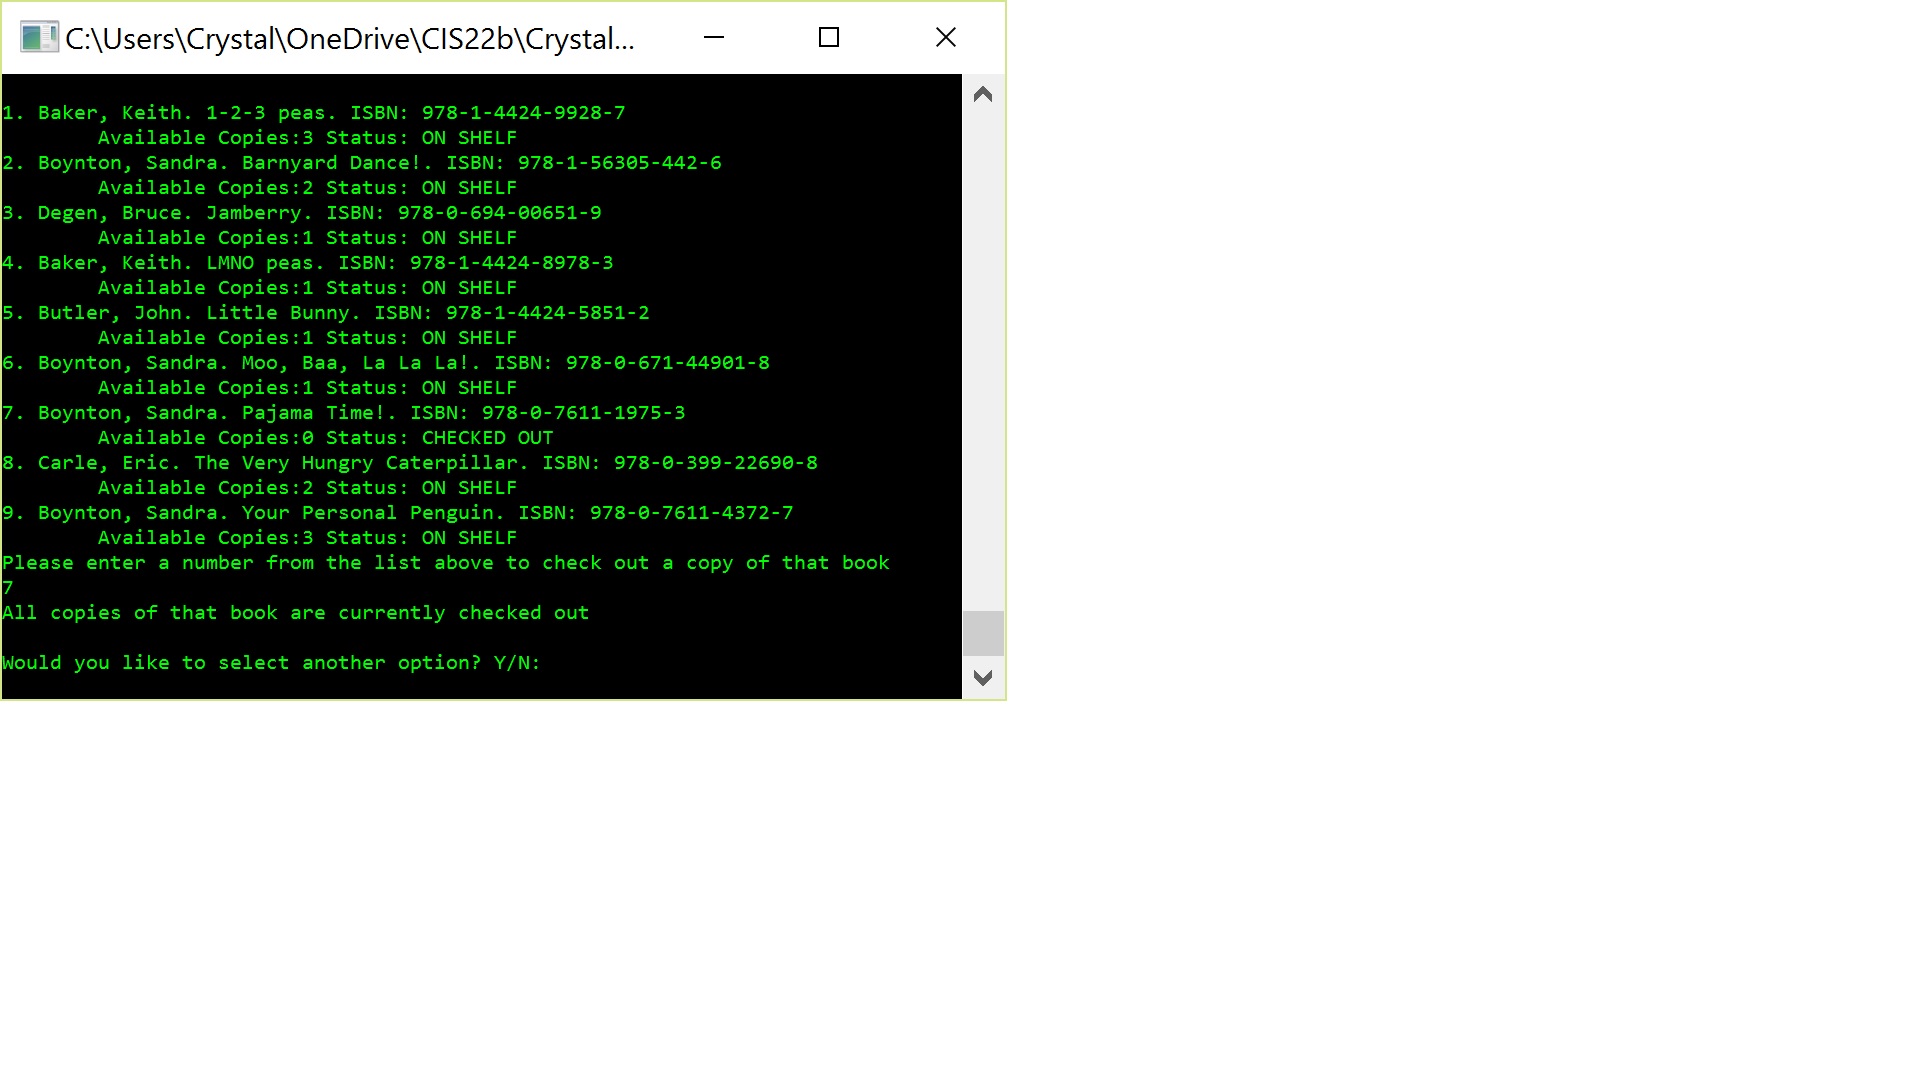 C:\Users\Crystal\OneDrive\CIS22b\Crystal...
1. Baker, Keith. 1-2-3 peas. ISBN: 978-1-4424-9928-7
Available Copies:3 Status: ON SHELF
2. Boynton, Sandra. Barnyard Dance!. ISBN: 978-1-56305-442-6
Available Copies:2 Status: ON SHELF
3. Degen, Bruce. Jamberry. ISBN: 978-0-694-00651-9
Available Copies:1 Status: ON SHELF
4. Baker, Keith. LMNO peas. ISBN: 978-1-4424-8978-3
Available Copies:1 Status: ON SHELF
5. Butler, John. Little Bunny. ISBN: 978-1-4424-5851-2
Available Copies:1 Status: ON SHELF
6. Boynton, Sandra. Moo, Baa, La La La!. ISBN: 978-0-671-44901-8
Available Copies:1 Status: ON SHELF
7. Boynton, Sandra. Pajama Time!. ISBN: 978-0-7611-1975-3
Available Copies:0 Status: CHECKED OUT
8. Carle, Eric. The Very Hungry Caterpillar. ISBN: 978-0-399-22690-8
Available Copies:2 Status: ON SHELF
9. Boynton, Sandra. Your Personal Penguin. ISBN: 978-0-7611-4372-7
Available Copies:3 Status: ON SHELF
Please enter a number from the list above to check out a copy of that book
7
All copies of that book are currently checked out
Would you like to select another option? Y/N: